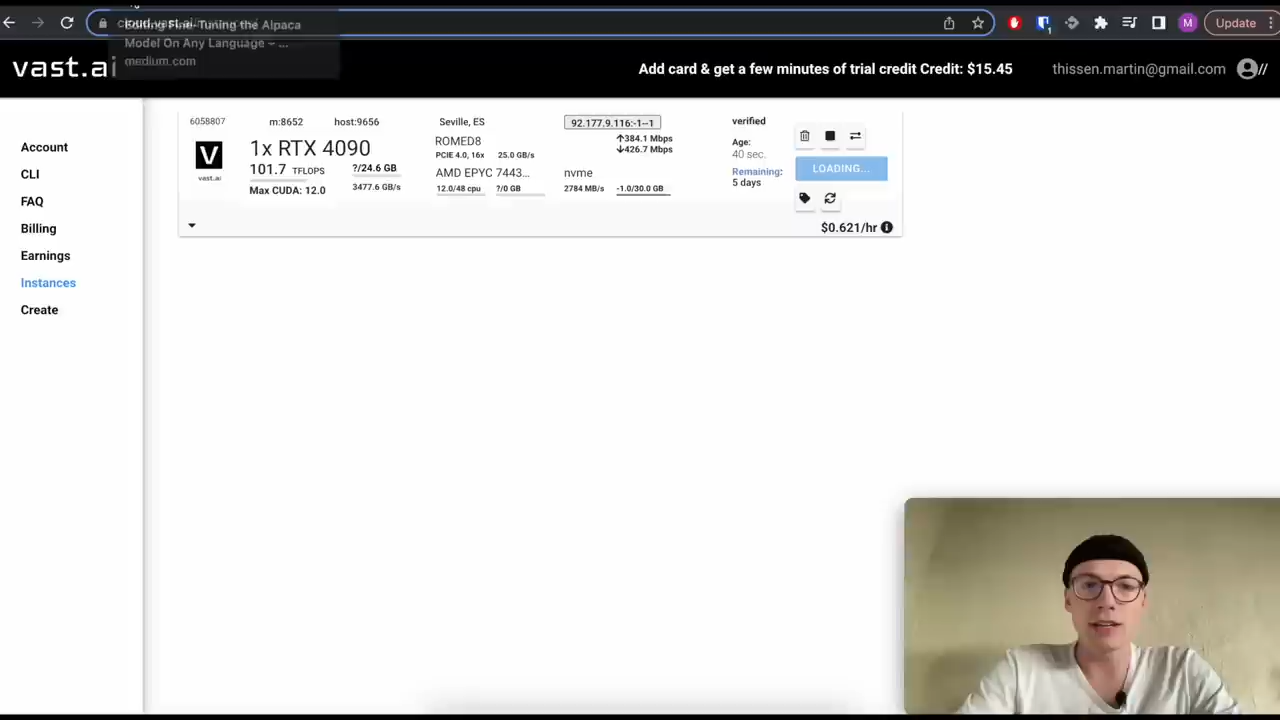 Editing Fine-Tuning the Alpaca
Model On Any Language – ...
medium.com
Update
M
1
vast.ai
Add card & get a few minutes of trial credit Credit: $15.45
thissen.martin@gmail.com
Account
CLI
FAQ
Billing
Earnings
Instances
Create
6058807
m:8652
host:9656
Seville, ES
92.177.9.116:-1--1
verified
V
vast.ai
1x RTX 4090
101.7 TFLOPS
?/24.6 GB
Max CUDA: 12.0
3477.6 GB/s
ROMED8
PCIE 4.0, 16x
25.0 GB/s
AMD EPYC 7443...
12.0/48 cpu
?/0 GB
↑384.1 Mbps
↓426.7 Mbps
nvme
2784 MB/s
-1.0/30.0 GB
Age:
40 sec.
Remaining:
5 days
LOADING...
$0.621/hr